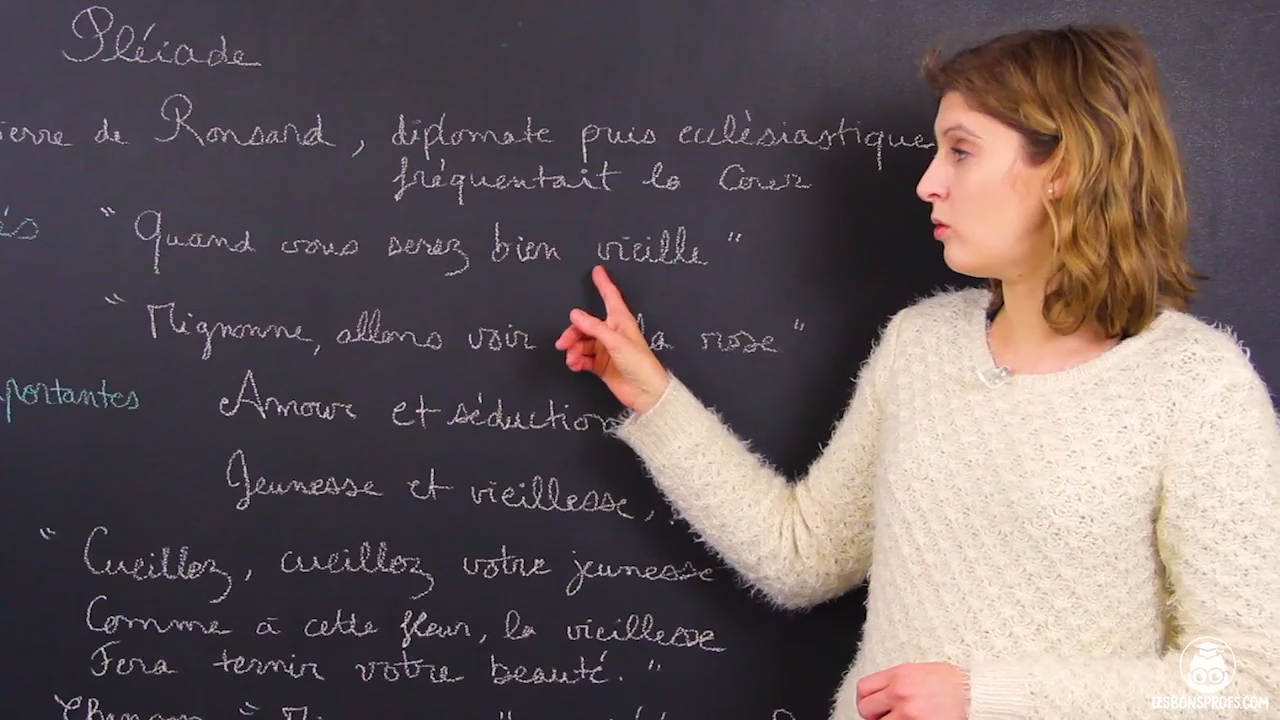 Pléiade
ierre de Ronsard, diplomate puis ecclésiastique
fréquentait la Cour
és "Quand vous serez bien vieille"
"Mignonne, allons voir la rose"
portantes Amour et séduction
Jeunesse et vieillesse,
"Cueillez, cueillez votre jeunesse
Comme à cette fleur, la vieillesse
Fera ternir votre beauté."
LESBONSPROFS.COM